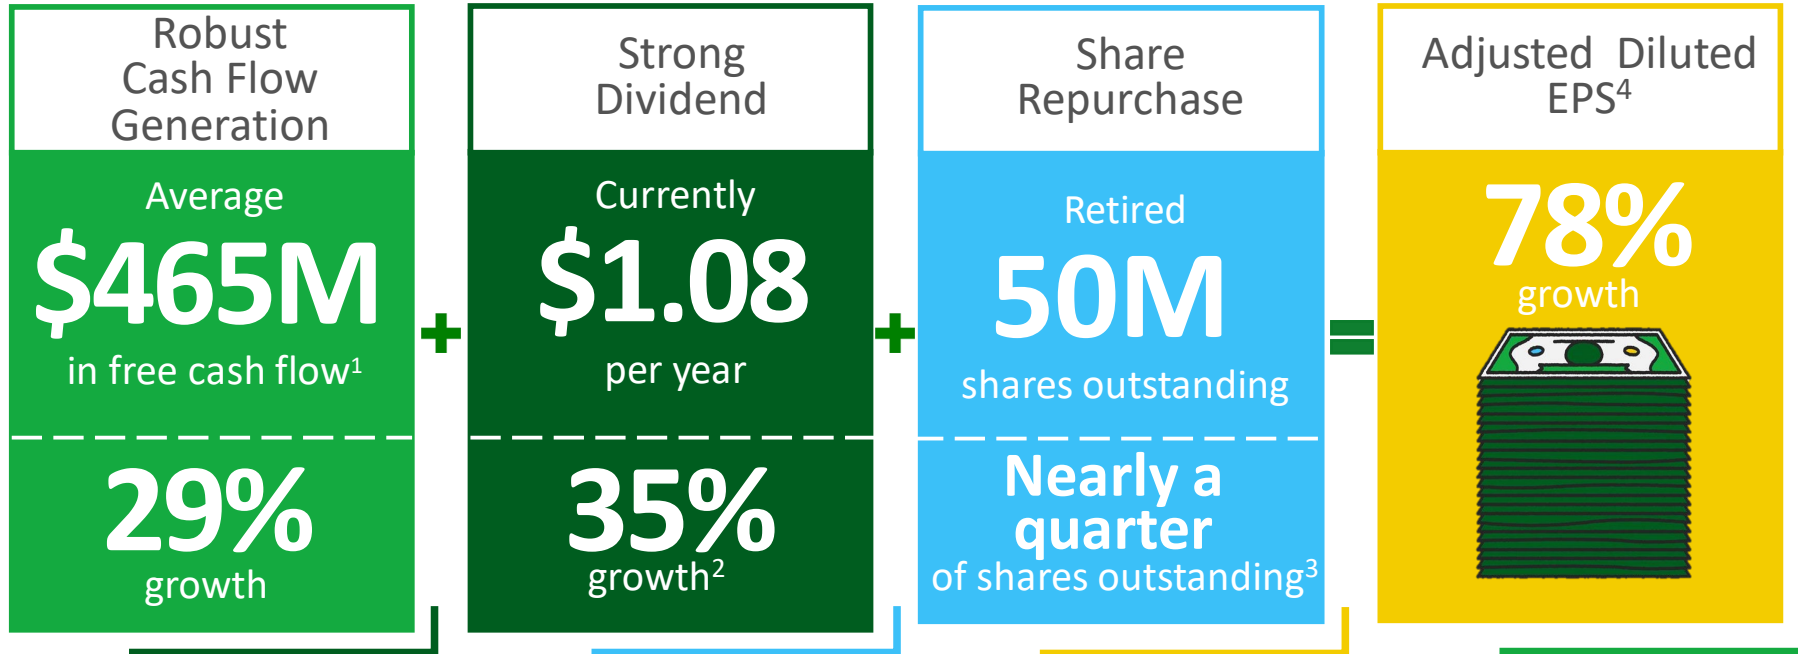 Robust
Cash Flow
Generation
Average
$465M
in free cash flow¹
29%
growth
+
Strong
Dividend
Currently
$1.08
per year
35%
growth²
+
Share
Repurchase
Retired
50M
shares outstanding
Nearly a
quarter
of shares outstanding³
=
Adjusted Diluted
EPS⁴
78%
growth